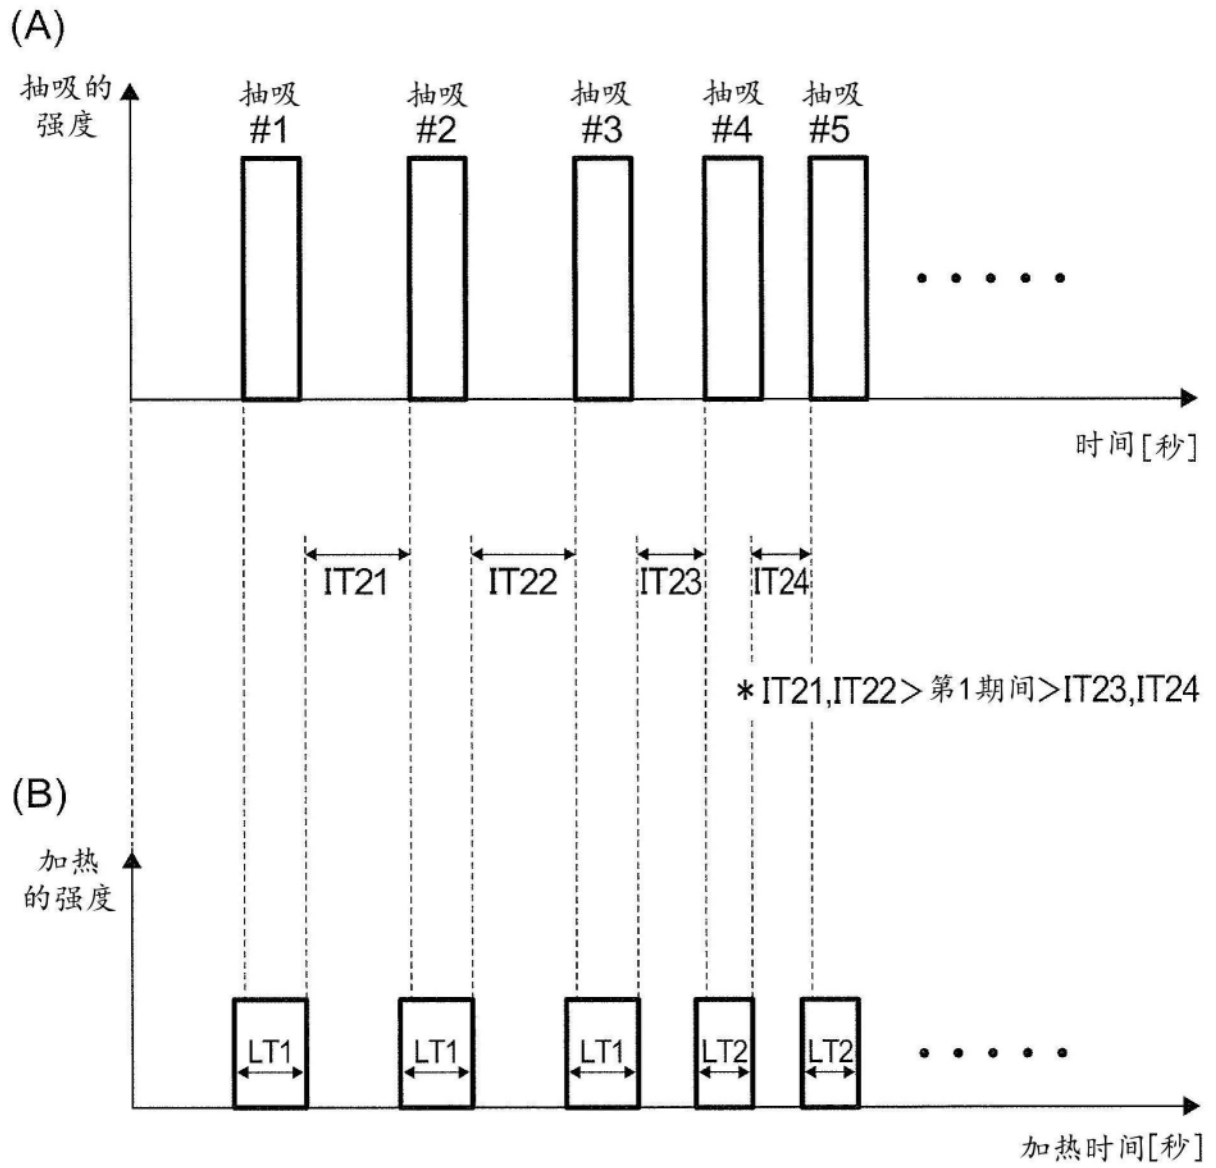 (A)
抽吸的
强度
抽吸 抽吸 抽吸 抽吸 抽吸
#1 #2 #3 #4 #5
时间[秒]
IT21 IT22 IT23 IT24
*IT21,IT22>第1期间>IT23,IT24
(B)
加热
的强度
LT1 LT1 LT1 LT2 LT2
加热时间[秒]